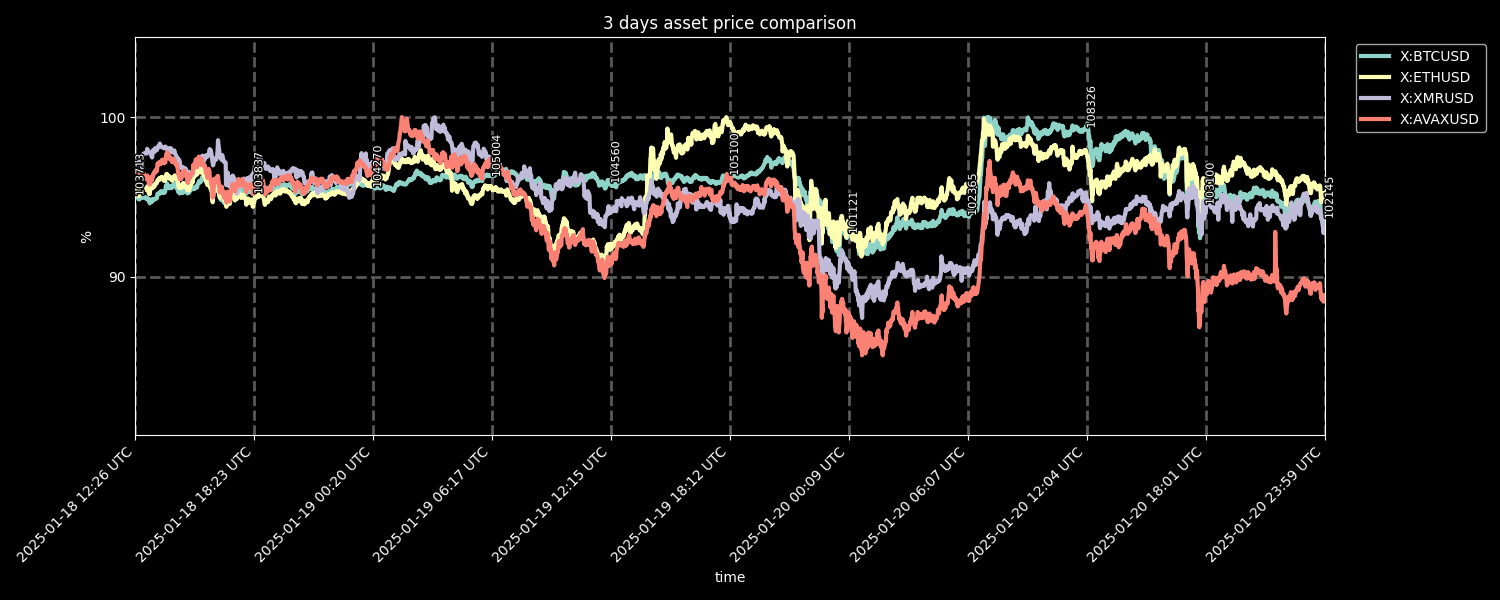 3 days asset price comparison
X:BTCUSD
X:ETHUSD
X:XMRUSD
X:AVAXUSD
100
90
%
103713
103837
104270
105004
104560
105100
101121
102365
108326
103100
102145
2025-01-18 12:26 UTC
2025-01-18 18:23 UTC
2025-01-19 00:20 UTC
2025-01-19 06:17 UTC
2025-01-19 12:15 UTC
2025-01-19 18:12 UTC
2025-01-20 00:09 UTC
2025-01-20 06:07 UTC
2025-01-20 12:04 UTC
2025-01-20 18:01 UTC
2025-01-20 23:59 UTC
time